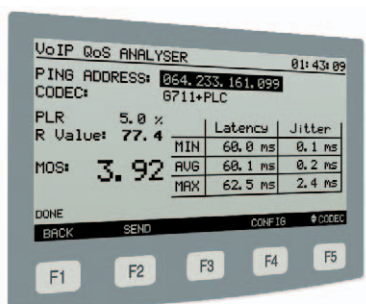 VoIP QoS ANALYSER 01:43:09
PING ADDRESS: 064.233.161.099
CODEC: G711+PLC
PLR 5.0 %
R Value: 77.4
Latency Jitter
MIN 60.0 ms 0.1 ms
MOS: 3.92 AVG 60.1 ms 0.2 ms
MAX 62.5 ms 2.4 ms
DONE
BACK SEND CONFIG ♦CODEC
F1 F2 F3 F4 F5